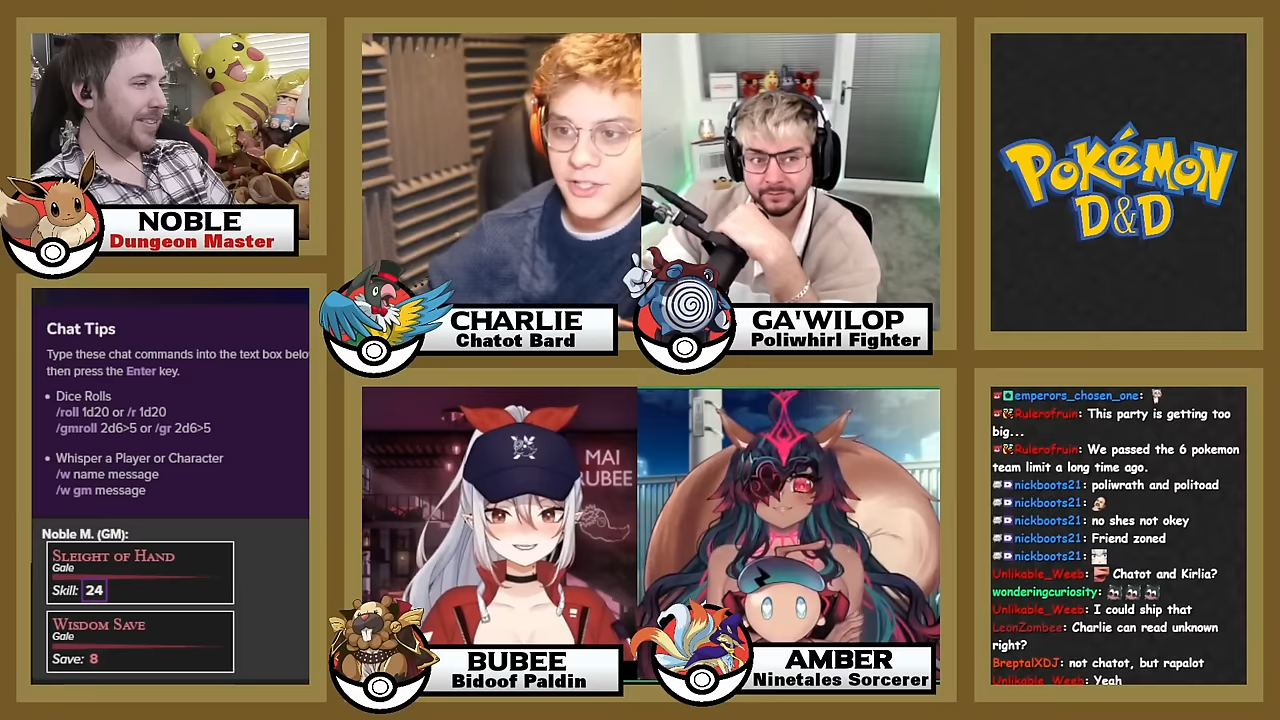 NOBLE
Dungeon Master
Chat Tips
Type these chat commands into the text box belo
then press the Enter key.
• Dice Rolls
/roll 1d20 or /r 1d20
/gmroll 2d6>5 or /gr 2d6>5
• Whisper a Player or Character
/w name message
/w gm message
Noble M. (GM):
SLEIGHT OF HAND
Gale
Skill: 24
WISDOM SAVE
Gale
Save: 8
CHARLIE
Chatot Bard
GA'WILOP
Poliwhirl Fighter
MAI
RUBEE
BUBEE
Bidoof Paldin
AMBER
Ninetales Sorcerer
POKéMON
D&D
emperors_chosen_one:
Rulerofruin: This party is getting too
big...
Rulerofruin: We passed the 6 pokemon
team limit a long time ago.
nickboots21: poliwrath and politoad
nickboots21:
nickboots21: no shes not okey
nickboots21: Friend zoned
nickboots21:
Unlikable_Weeb: Chatot and Kirlia?
wonderingcuriosity:
Unlikable_Weeb: I could ship that
LeonZombee: Charlie can read unknown
right?
BreptalXDJ: not chatot, but rapalot
Unlikable_Weeb: Yeah